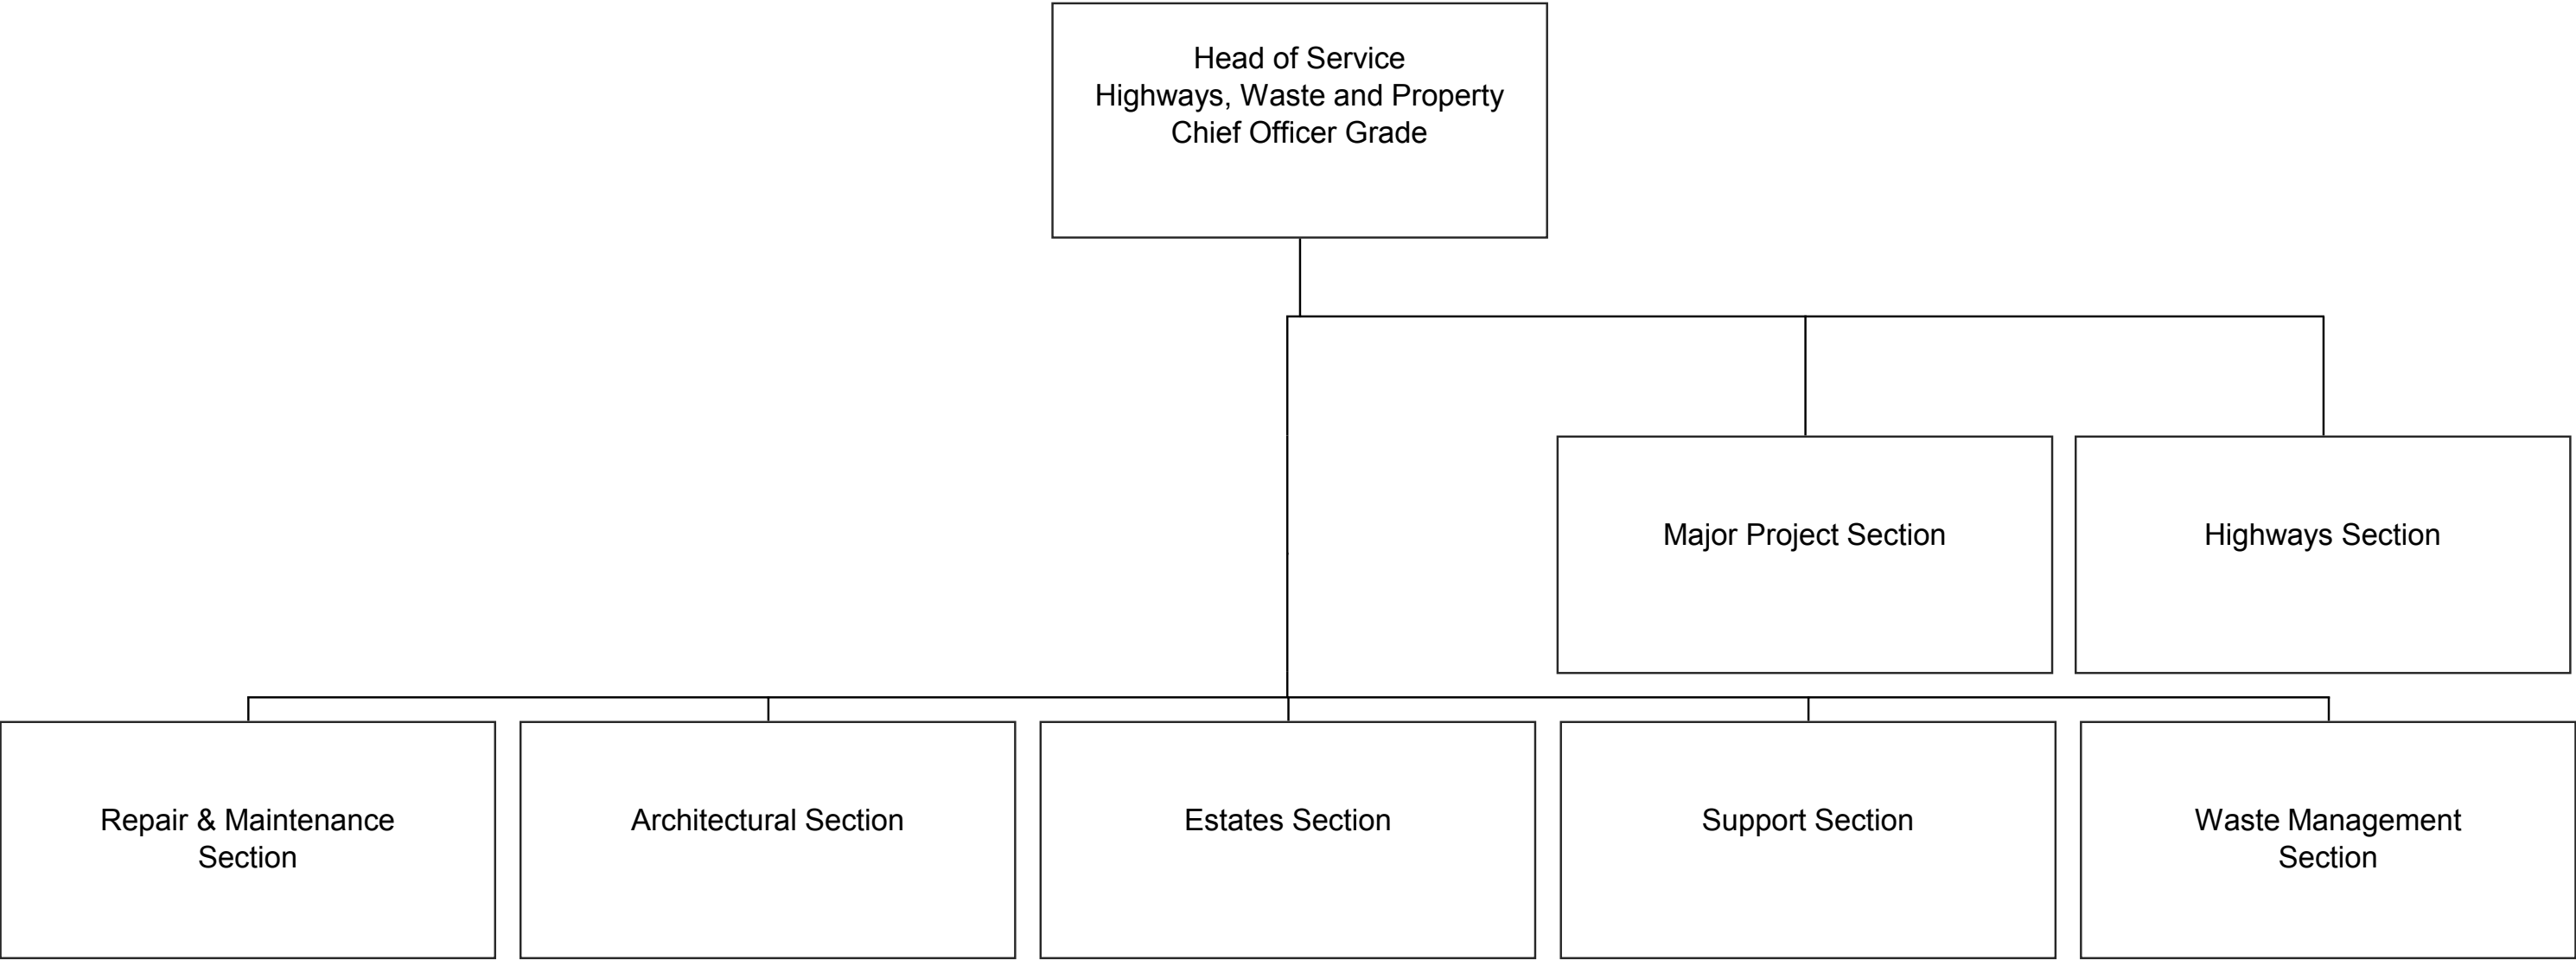 Head of Service
Highways, Waste and Property
Chief Officer Grade
Major Project Section
Highways Section
Repair & Maintenance
Section
Architectural Section
Estates Section
Support Section
Waste Management
Section